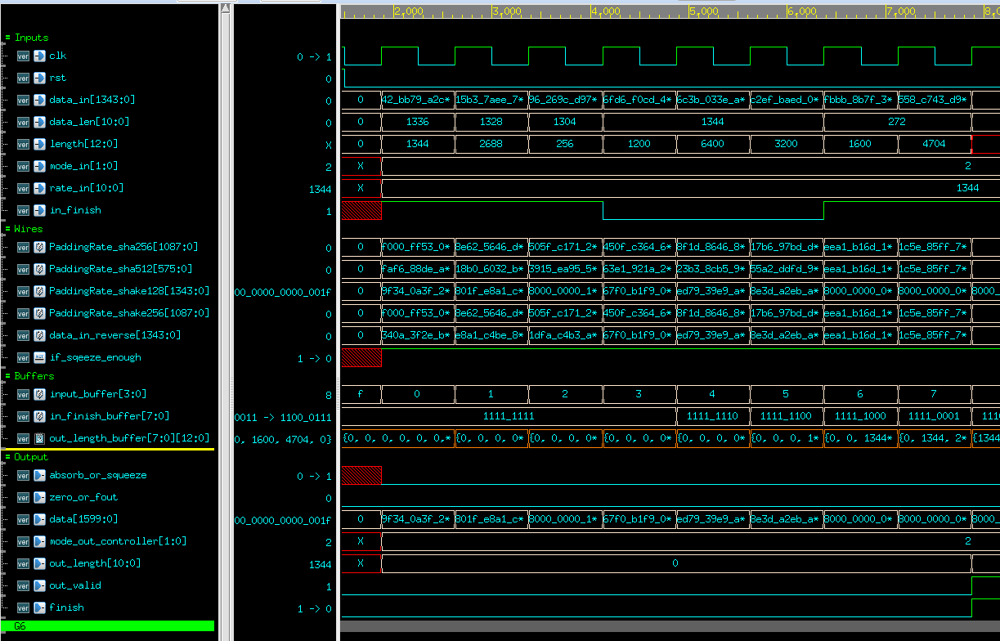 2,000 3,000 4,000 5,000 6,000 7,000 8,0
= Inputs
ver clk 0 -> 1
ver rst 0
ver data_in[1343:0] 0 0 42_bb79_a2c* 15b3_7aee_7* 96_269c_d97* 6fd6_f0cd_4* 6c3b_033e_a* c2ef_baed_0* fbbb_8b7f_3* 558_c743_d9*
ver data_len[10:0] 0 0 1336 1328 1304 1344 272
ver length[12:0] X 0 1344 2688 256 1200 6400 3200 1600 4704
ver mode_in[1:0] 2 X 2
ver rate_in[10:0] 1344 X 1344
ver in_finish 1
= Wires
ver PaddingRate_sha256[1087:0] 0 0 f000_ff53_0* 8e62_5646_d* 505f_c171_2* 450f_c364_6* 8f1d_8646_8* 17b6_97bd_d* eea1_b16d_1* 1c5e_85ff_7*
ver PaddingRate_sha512[575:0] 0 0 faf6_88de_a* 18b0_6032_b* 3915_ea95_5* 63e1_921a_2* 23b3_8cb5_9* 55a2_ddfd_9* eea1_b16d_1* 1c5e_85ff_7*
ver PaddingRate_shake128[1343:0] 00_0000_0000_001f 0 9f34_0a3f_2* 801f_e8a1_c* 8000_0000_1* 67f0_b1f9_0* ed79_39e9_a* 8e3d_a2eb_a* 8000_0000_0* 8000_0000_0* 8000_
ver PaddingRate_shake256[1087:0] 0 0 f000_ff53_0* 8e62_5646_d* 505f_c171_2* 450f_c364_6* 8f1d_8646_8* 17b6_97bd_d* eea1_b16d_1* 1c5e_85ff_7*
ver data_in_reverse[1343:0] 0 0 340a_3f2e_b* e8a1_c4be_8* 1dfa_c4b3_a* 67f0_b1f9_0* ed79_39e9_a* 8e3d_a2eb_a* eea1_b16d_1* 1c5e_85ff_7*
ver if_sqeeze_enough 1 -> 0
= Buffers
ver input_buffer[3:0] 8 f 0 1 2 3 4 5 6 7
ver in_finish_buffer[7:0] 0011 -> 1100_0111 1111_1111 1111_1110 1111_1100 1111_1000 1111_0001 1110
ver out_length_buffer[7:0][12:0] 0, 1600, 4704, 0} {0, 0, 0, 0, 0,* {0, 0, 0, 0* {0, 0, 0, 0* {0, 0, 0, 0* {0, 0, 0, 0* {0, 0, 0, 1* {0, 0, 1344* {0, 1344, 2* {1344
= Output
ver absorb_or_squeeze 0 -> 1
ver zero_or_fout 0
ver data[1599:0] 00_0000_0000_001f 0 9f34_0a3f_2* 801f_e8a1_c* 8000_0000_1* 67f0_b1f9_0* ed79_39e9_a* 8e3d_a2eb_a* 8000_0000_0* 8000_0000_0* 8000_
ver mode_out_controller[1:0] 2 X 2
ver out_length[10:0] 1344 X 0
ver out_valid 1
ver finish 1 -> 0
G6